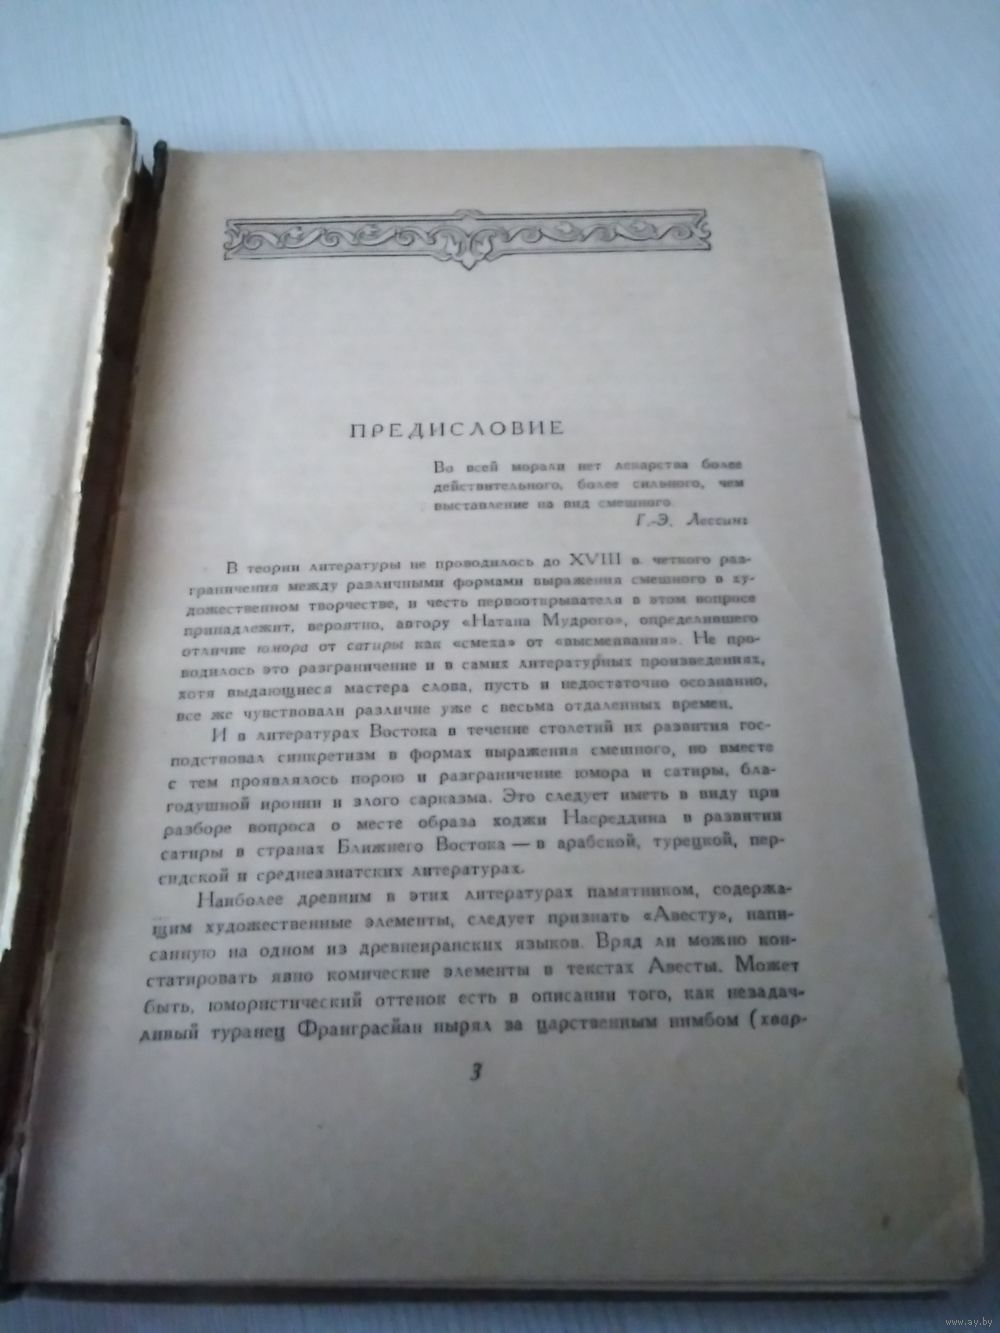 ПРЕДИСЛОВИЕ
Во всей морали нет лекарства более
действительного, более сильного, чем
выставление на вид смешного.
Г.-Э. Лессинг
В теории литературы не проводилось до XVIII в. четкого раз-
граничения между различными формами выражения смешного в ху-
дожественном творчестве, и честь первооткрывателя в этом вопросе
принадлежит, вероятно, автору «Натана Мудрого», определившего
отличие юмора от сатиры как «смеха» от «высмеивания». Не про-
водилось это разграничение и в самих литературных произведениях,
хотя выдающиеся мастера слова, пусть и недостаточно осознанно,
все же чувствовали различие уже с весьма отдаленных времен.
И в литературах Востока в течение столетий их развития гос-
подствовал синкретизм в формах выражения смешного, но вместе
с тем проявлялось порою и разграничение юмора и сатиры, бла-
годушной иронии и злого сарказма. Это следует иметь в виду при
разборе вопроса о месте образа ходжи Насреддина в развитии
сатиры в странах Ближнего Востока — в арабской, турецкой, пер-
сидской и среднеазиатских литературах.
Наиболее древним в этих литературах памятником, содержа-
щим художественные элементы, следует признать «Авесту», напи-
санную на одном из древнеиранских языков. Вряд ли можно кон-
статировать явно комические элементы в текстах Авесты. Может
быть, юмористический оттенок есть в описании того, как незадач-
ливый туранец Франграсйан нырял за царственным нимбом (хвар-
3
www.ay.by